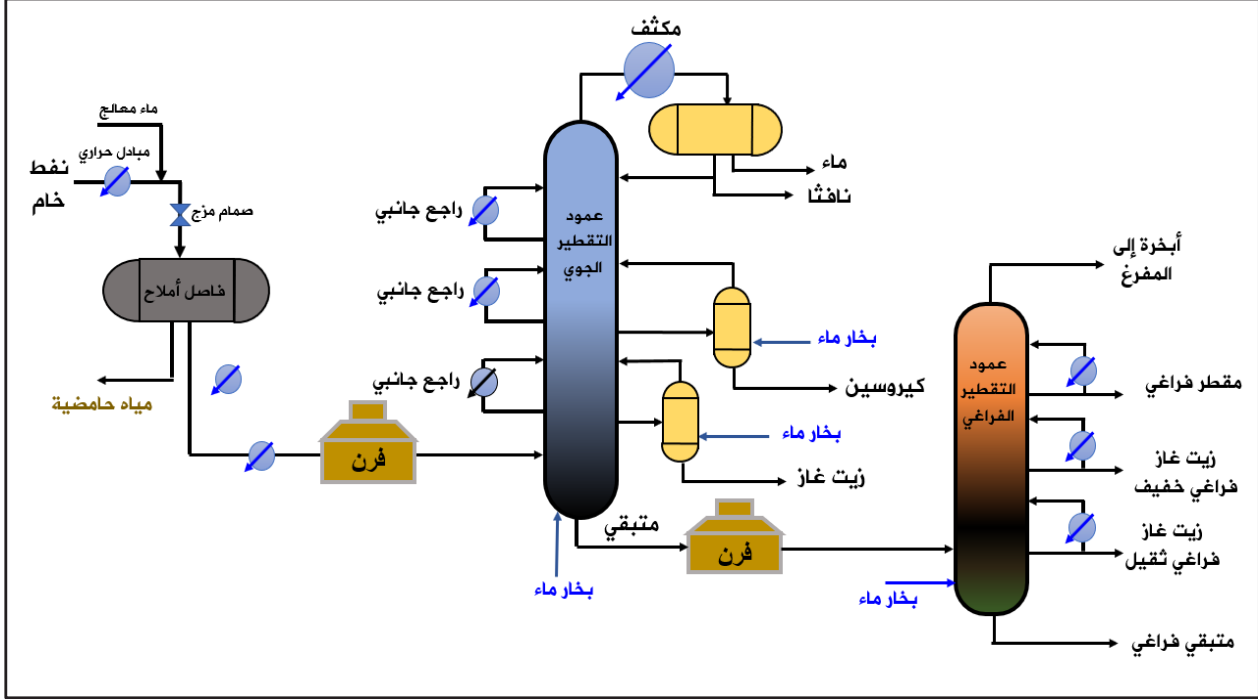 مكثف
ماء معالج
مبادل حراري
نفط
خام
صمام مزج
فاصل أملاح
مياه حامضية
فرن
راجع جانبي
راجع جانبي
راجع جانبي
عمود
التقطير
الجوي
ماء
نافثا
بخار ماء
كيروسين
بخار ماء
زيت غاز
متبقي
بخار ماء
فرن
أبخرة إلى
المفرغ
عمود
التقطير
الفراغي
مقطر فراغي
زيت غاز
فراغي خفيف
زيت غاز
فراغي ثقيل
بخار ماء
متبقي فراغي